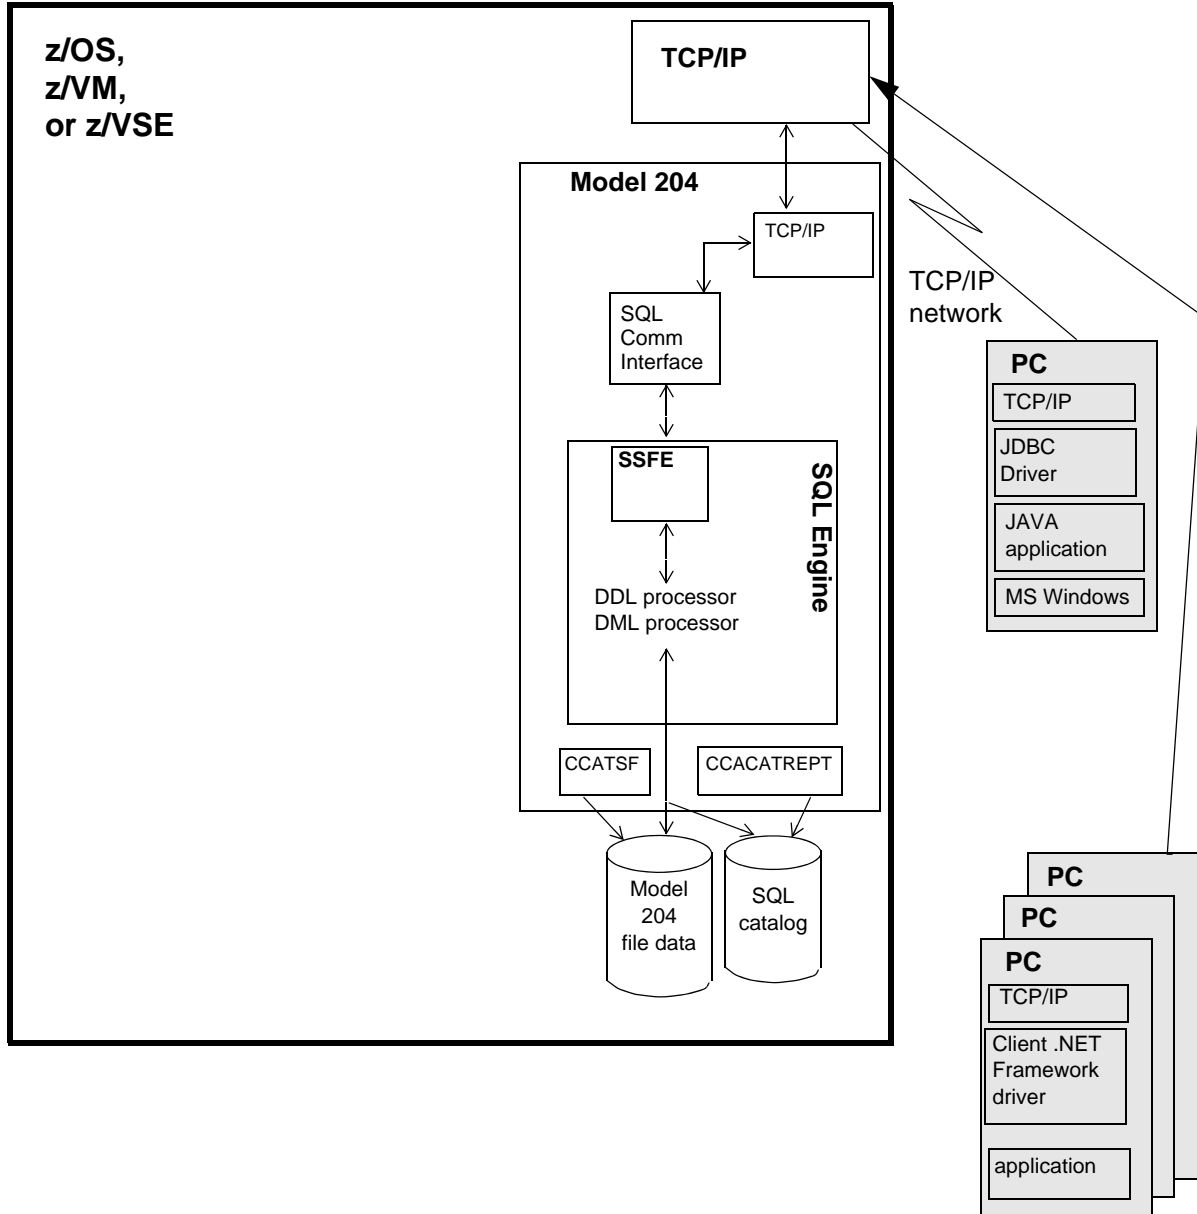 z/OS,
z/VM,
or z/VSE
TCP/IP
Model 204
TCP/IP
SQL
Comm
Interface
SSFE
SQL Engine
DDL processor
DML processor
CCATSF
CCACATREPT
Model
204
file data
SQL
catalog
TCP/IP
network
PC
TCP/IP
JDBC
Driver
JAVA
application
MS Windows
PC
PC
PC
TCP/IP
Client .NET
Framework
driver
application